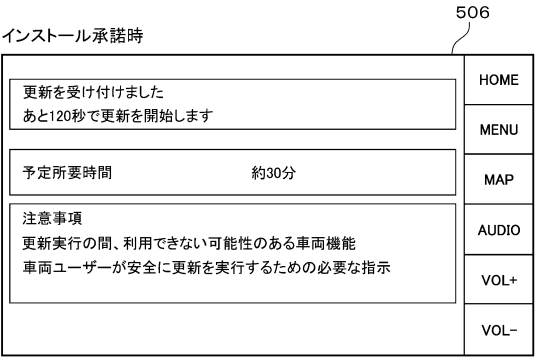 506
インストール承諾時
更新を受け付けました
あと120秒で更新を開始します
予定所要時間 約30分
注意事項
更新実行の間、利用できない可能性のある車両機能
車両ユーザーが安全に更新を実行するための必要な指示
HOME
MENU
MAP
AUDIO
VOL+
VOL-